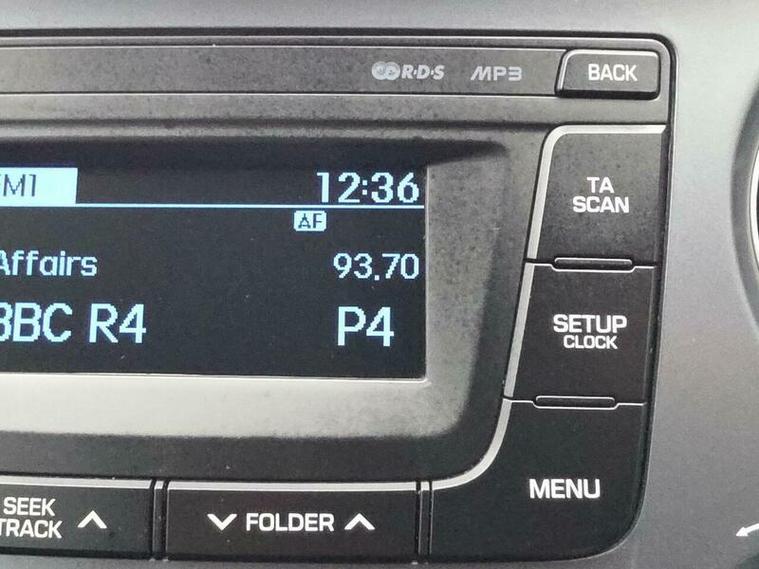 R·D·S MP3 BACK
FM1 12:36
AF
TA
SCAN
Affairs 93.70
BBC R4 P4
SETUP
CLOCK
MENU
SEEK
TRACK
FOLDER